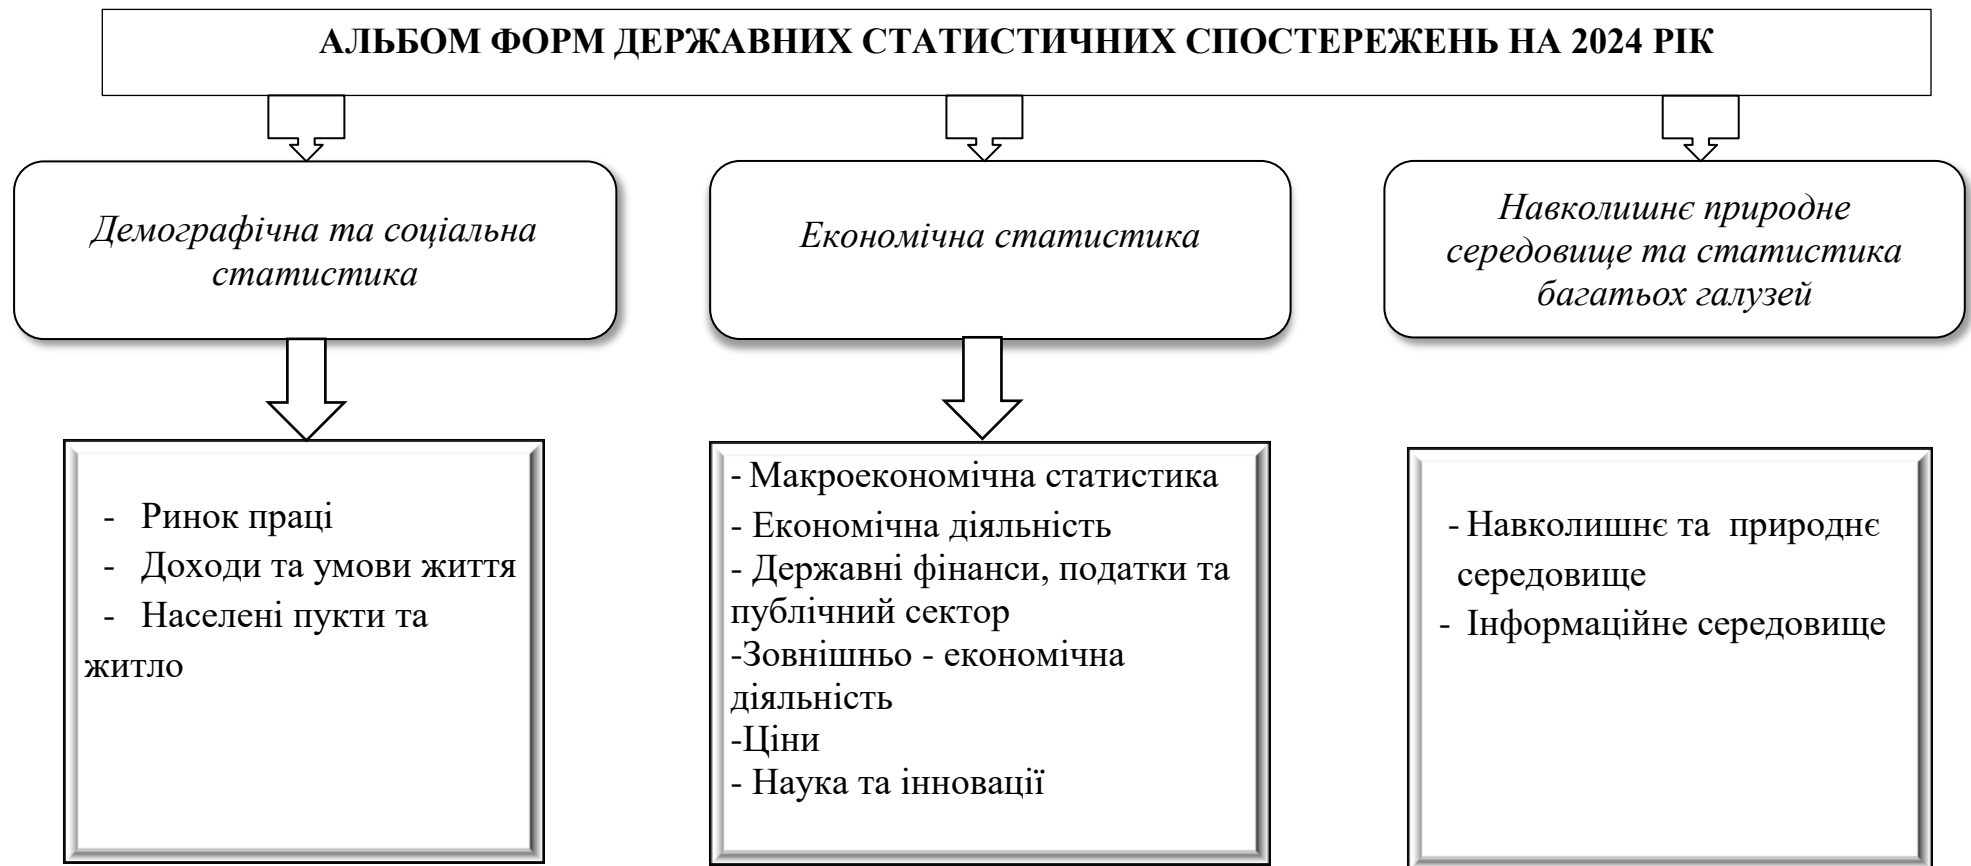 АЛЬБОМ ФОРМ ДЕРЖАВНИХ СТАТИСТИЧНИХ СПОСТЕРЕЖЕНЬ НА 2024 РІК
Демографічна та соціальна
статистика
Економічна статистика
Навколишнє природне
середовище та статистика
багатьох галузей
- Ринок праці
- Доходи та умови життя
- Населені пукти та
житло
- Макроекономічна статистика
- Економічна діяльність
- Державні фінанси, податки та
публічний сектор
-Зовнішньо - економічна
діяльність
-Ціни
- Наука та інновації
- Навколишнє та природнє
середовище
- Інформаційне середовище